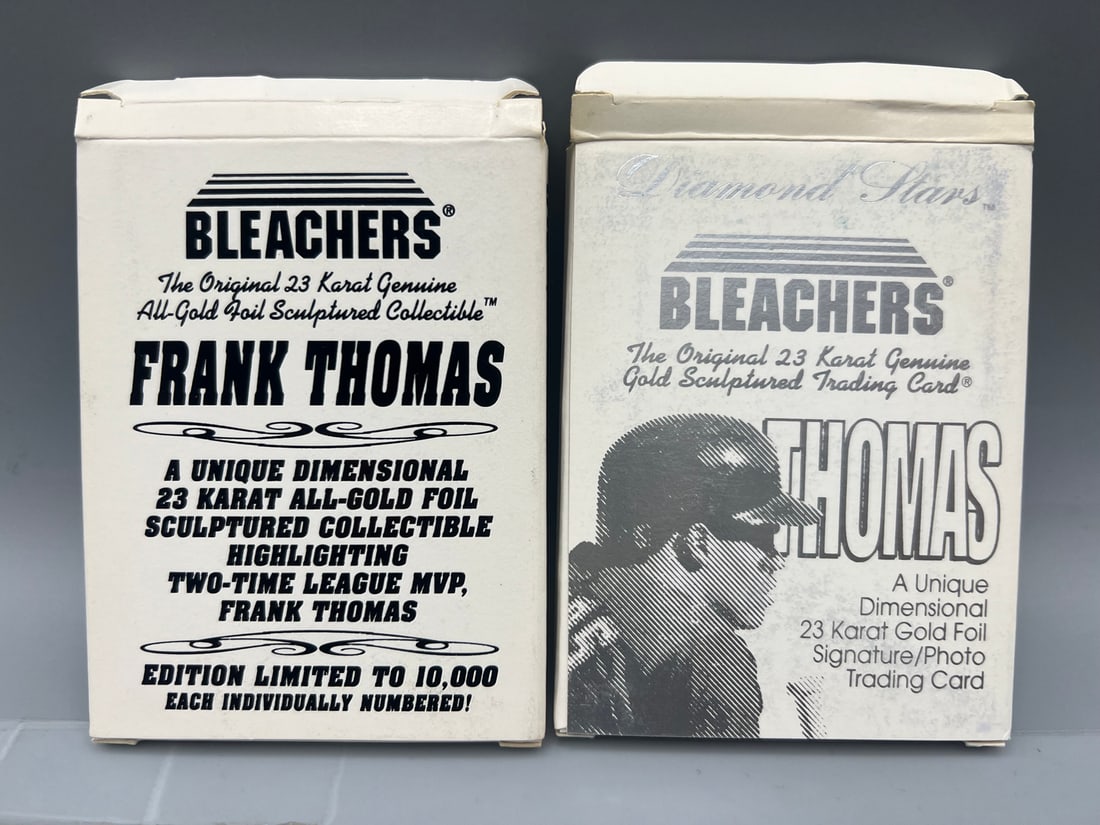 BLEACHERS®
The Original 23 Karat Genuine
All-Gold Foil Sculptured Collectible™
FRANK THOMAS
A UNIQUE DIMENSIONAL
23 KARAT ALL-GOLD FOIL
SCULPTURED COLLECTIBLE
HIGHLIGHTING
TWO-TIME LEAGUE MVP,
FRANK THOMAS
EDITION LIMITED TO 10,000
EACH INDIVIDUALLY NUMBERED!
Diamond Stars™
BLEACHERS®
The Original 23 Karat Genuine
Gold Sculptured Trading Card®
THOMAS
A Unique
Dimensional
23 Karat Gold Foil
Signature/Photo
Trading Card